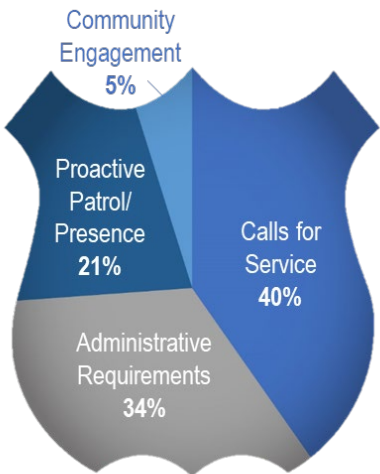 Community
Engagement
5%
Proactive
Patrol/
Presence
21%
Calls for
Service
40%
Administrative
Requirements
34%